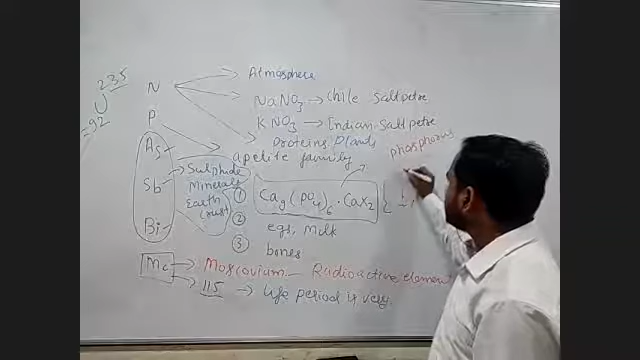 235
U
=92
N
Atmosphere
NaNO3 → Chile Saltpetre
P
KNO3 → Indian Saltpetre
Proteins Plants
phosphorus
As
apetite family
Sulphide
Minerals
Earth
Crust
Sb
① Ca9 (PO4)6 · CaX2
② egs, milk
Bi
③ bones
Mc → Moscovium — Radioactive element
115 → life period is very